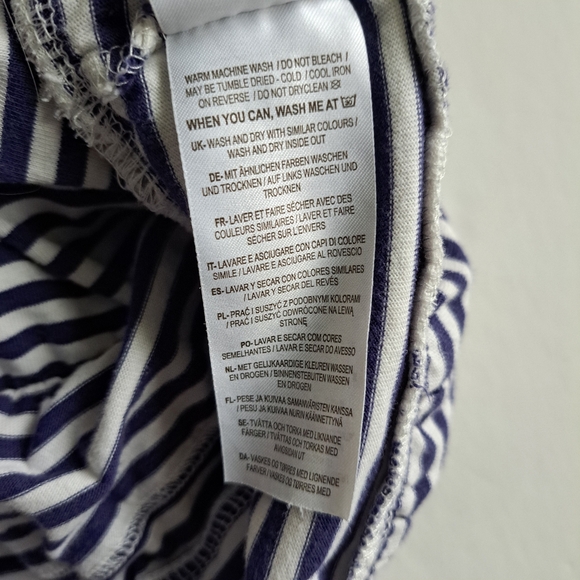 WARM MACHINE WASH / DO NOT BLEACH /
MAY BE TUMBLE DRIED - COLD / COOL IRON
ON REVERSE / DO NOT DRYCLEAN
WHEN YOU CAN, WASH ME AT
UK- WASH AND DRY WITH SIMILAR COLOURS /
WASH AND DRY INSIDE OUT
DE- MIT ÄHNLICHEN FARBEN WASCHEN
UND TROCKNEN / AUF LINKS WASCHEN UND
TROCKNEN
FR- LAVER ET FAIRE SÉCHER AVEC DES
COULEURS SIMILAIRES / LAVER ET FAIRE
SÉCHER SUR L'ENVERS
IT- LAVARE E ASCIUGARE CON CAPI DI COLORE
SIMILE / LAVARE E ASCIUGARE AL ROVESCIO
ES- LAVAR Y SECAR CON COLORES SIMILARES
/ LAVAR Y SECAR DEL REVÉS
PL- PRAĆ I SUSZYĆ Z PODOBNYMI KOLORAMI
/ PRAĆ I SUSZYĆ ODWRÓCONE NA LEWĄ
STRONĘ
PO- LAVAR E SECAR COM CORES
SEMELHANTES / LAVAR E SECAR DO AVESSO
NL- MET GELIJKAARDIGE KLEUREN WASSEN
EN DROGEN / BINNENSTEBUITEN WASSEN
EN DROGEN
FL- PESE JA KUIVAA SAMANVÄRISTEN KANSSA
/ PESU JA KUIVAA NURIN KÄÄNNETTYNÄ
SE- TVÄTTA OCH TORKA MED LIKNANDE
FÄRGER / TVÄTTAS OCH TORKAS MED
AVIGSIDAN UT
DA- VASKES OG TØRRES MED LIGNENDE
FARVER / VASKES OG TØRRES MED